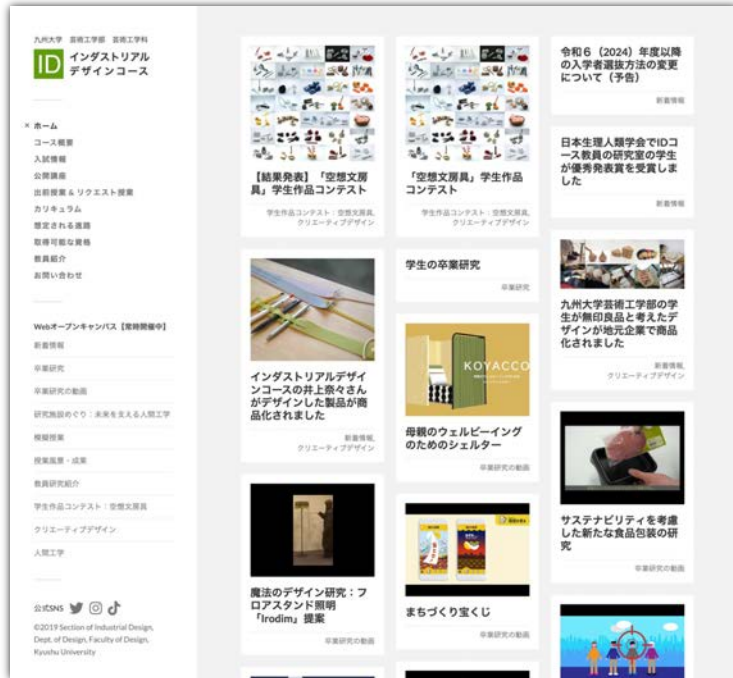 九州大学 芸術工学部 芸術工学科
ID インダストリアル
デザインコース
× ホーム
コース概要
入試情報
公開講座
出前授業 & リクエスト授業
カリキュラム
想定される進路
取得可能な資格
教員紹介
お問い合わせ
Webオープンキャンパス【常時開催中】
新着情報
卒業研究
卒業研究の動画
研究施設めぐり：未来を支える人間工学
模擬授業
授業風景・成果
教員研究紹介
学生作品コンテスト：空想文房具
クリエーティブデザイン
人間工学
公式SNS
©2019 Section of Industrial Design,
Dept. of Design, Faculty of Design,
Kyushu University
【結果発表】「空想文房
具」学生作品コンテスト
学生作品コンテスト：空想文房具,
クリエーティブデザイン
インダストリアルデザイ
ンコースの井上奈々さん
がデザインした製品が商
品化されました
新着情報,
クリエーティブデザイン
魔法のデザイン研究：フ
ロアスタンド照明
「Irodim」提案
卒業研究の動画
「空想文房具」学生作品
コンテスト
学生作品コンテスト：空想文房具,
クリエーティブデザイン
学生の卒業研究
卒業研究
KOYACCO
母親のウェルビーイング
のためのシェルター
卒業研究の動画
まちづくり宝くじ
卒業研究の動画
令和６（2024）年度以降
の入学者選抜方法の変更
について（予告）
新着情報
日本生理人類学会でIDコ
ース教員の研究室の学生
が優秀発表賞を受賞しま
した
新着情報
九州大学芸術工学部の学
生が無印良品と考えたデ
ザインが地元企業で商品
化されました
新着情報,
クリエーティブデザイン
サステナビリティを考慮
した新たな食品包装の研
究
卒業研究の動画